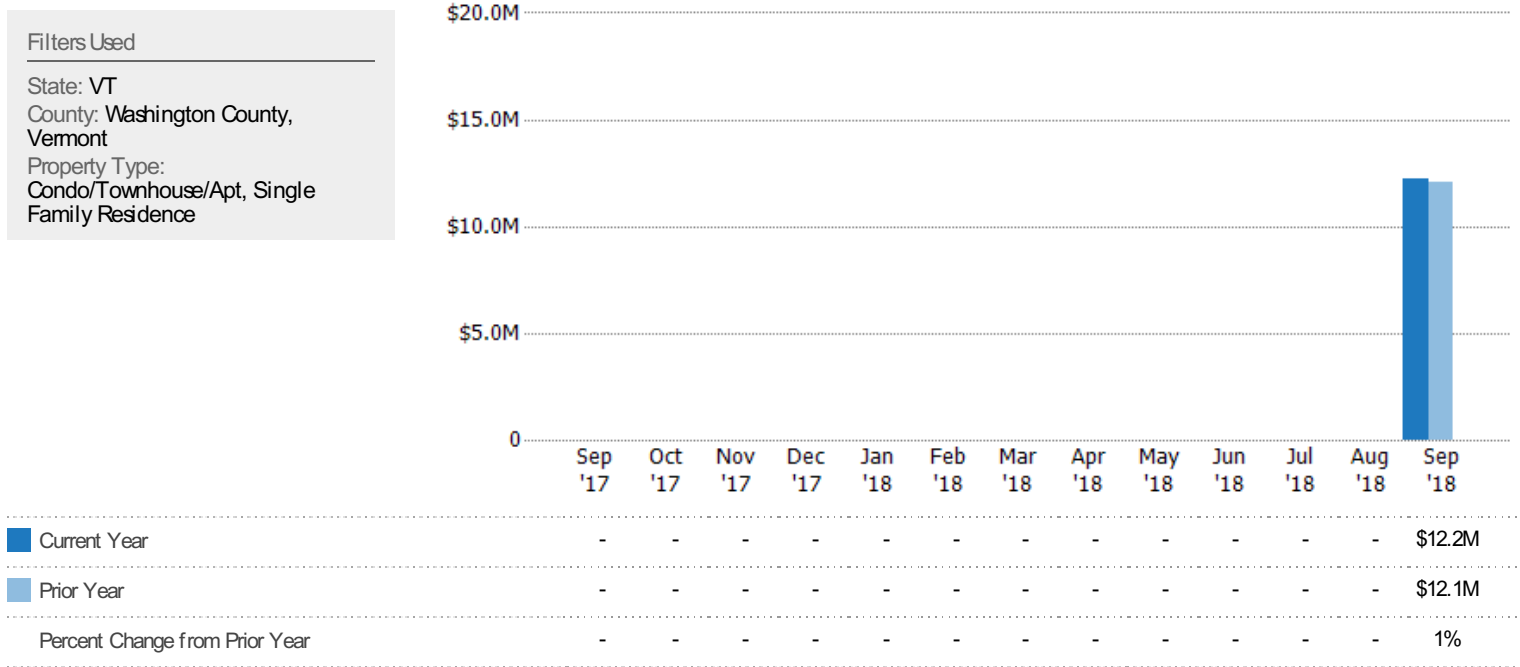 Filters Used
State: VT
County: Washington County,
Vermont
Property Type:
Condo/Townhouse/Apt, Single
Family Residence
$20.0M
$15.0M
$10.0M
$5.0M
0
Sep Oct Nov Dec Jan Feb Mar Apr May Jun Jul Aug Sep
'17 '17 '17 '17 '18 '18 '18 '18 '18 '18 '18 '18 '18
Current Year - - - - - - - - - - - - $12.2M
Prior Year - - - - - - - - - - - - $12.1M
Percent Change from Prior Year - - - - - - - - - - - - 1%